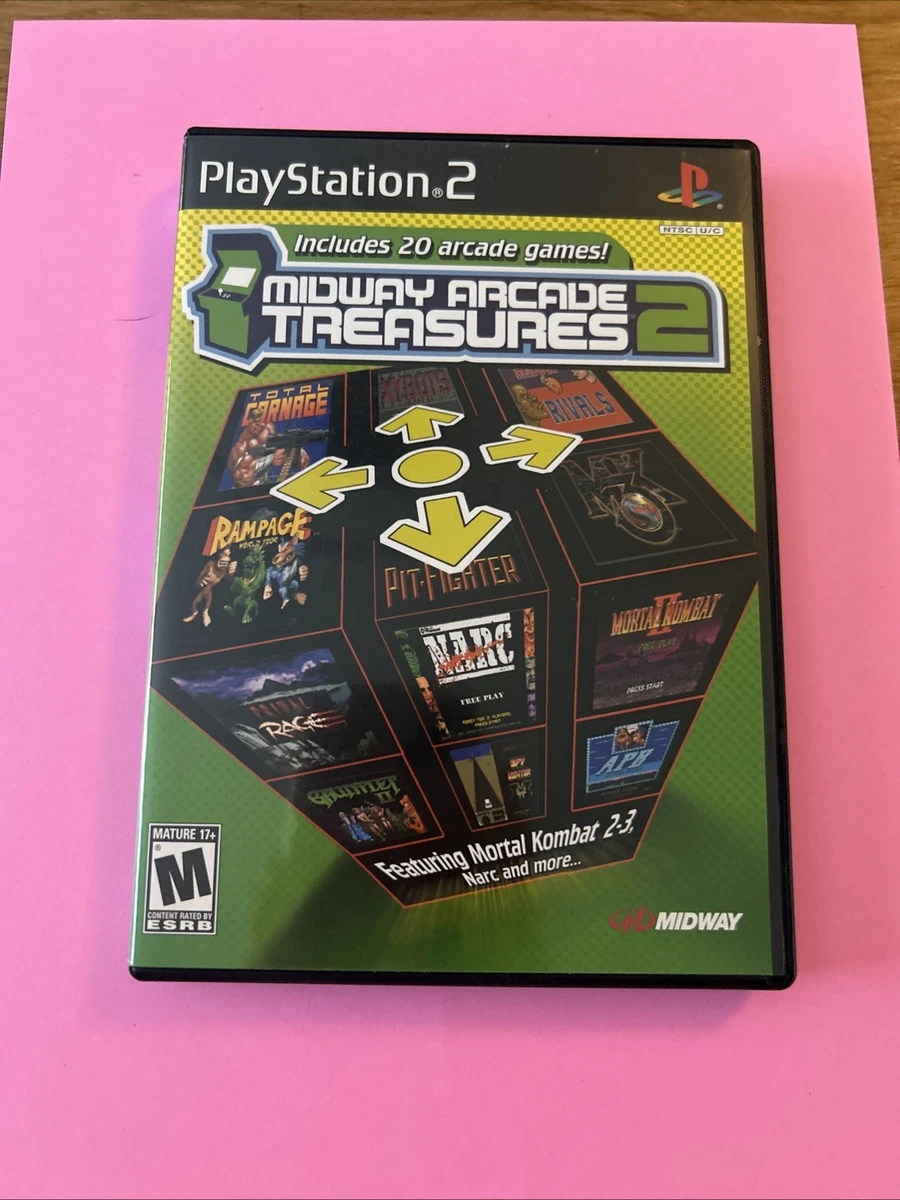 PlayStation®2
NTSC U/C
Includes 20 arcade games!
MIDWAY ARCADE
TREASURES™ 2
TOTAL
CARNAGE
XYBOTS
RIVALS
RAMPAGE
WORLD TOUR
PIT-FIGHTER
NARC
FREE PLAY
MORTAL KOMBAT
II
FREE PLAY
PRESS START
PRIMAL
RAGE
SPY
HUNTER
II
APB
GAUNTLET
II
Featuring Mortal Kombat 2-3,
Narc and more...
MATURE 17+
M
®
CONTENT RATED BY
ESRB
MIDWAY